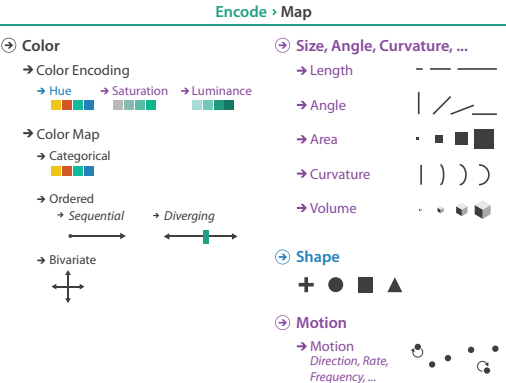 Encode › Map
Color
Color Encoding
Hue
Saturation
Luminance
Color Map
Categorical
Ordered
Sequential
Diverging
Bivariate
Size, Angle, Curvature, ...
Length
Angle
Area
Curvature
Volume
Shape
Motion
Motion
Direction, Rate,
Frequency, ...